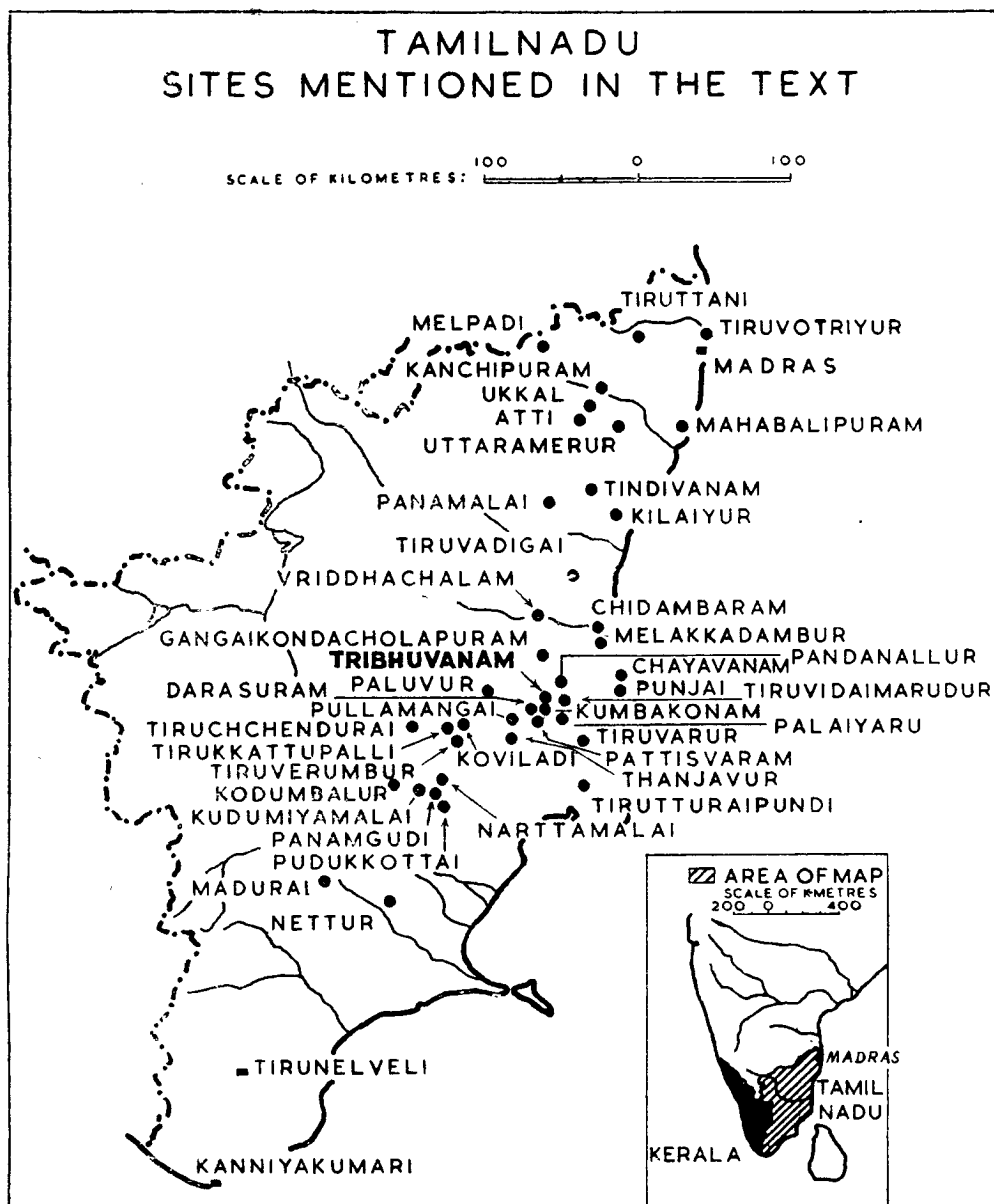 TAMILNADU
SITES MENTIONED IN THE TEXT
100 0 100
SCALE OF KILOMETRES:
TIRUTTANI
MELPADI
TIRUVOTRIYUR
MADRAS
KANCHIPURAM
UKKAL
ATTI
MAHABALIPURAM
UTTARAMERUR
TINDIVANAM
PANAMALAI
KILAIYUR
TIRUVADIGAI
VRIDDHACHALAM
CHIDAMBARAM
GANGAIKONDACHOLAPURAM
MELAKKADAMBUR
TRIBHUVANAM
PANDANALLUR
CHAYAVANAM
PALUVUR
DARASURAM
PUNJAI
TIRUVIDAIMARUDUR
PULLAMANGAI
KUMBAKONAM
TIRUCHCHENDURAI
PALAIYARU
TIRUVARUR
TIRUKKATTUPALLI
KOVILADI
PATTISVARAM
TIRUVERUMBUR
THANJAVUR
KODUMBALUR
TIRUTTURAIPUNDI
KUDUMIYAMALAI
NARTTAMALAI
PANAMGUDI
PUDUKKOTTAI
MADURAI
NETTUR
TIRUNELVELI
KANNIYAKUMARI
AREA OF MAP
SCALE OF K·METRES
200 0 400
MADRAS
TAMIL
NADU
KERALA